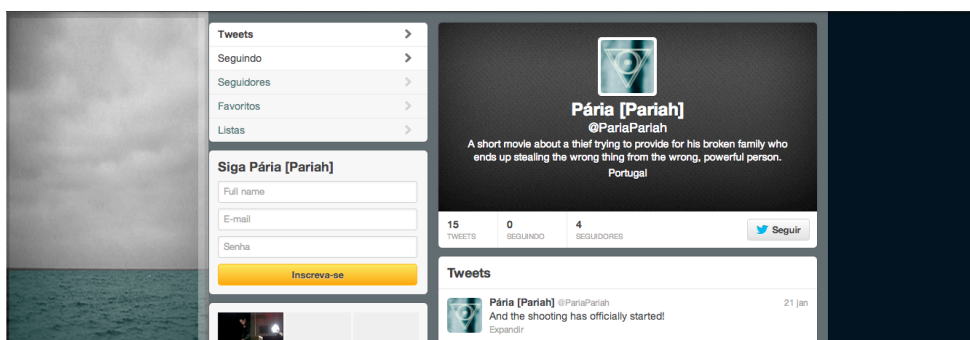 Tweets
Seguindo
Seguidores
Favoritos
Listas
Siga Pária [Pariah]
Full name
E-mail
Senha
Inscreva-se
Pária [Pariah]
@PariaPariah
A short movie about a thief trying to provide for his broken family who
ends up stealing the wrong thing from the wrong, powerful person.
Portugal
15 0 4
TWEETS SEGUINDO SEGUIDORES
Seguir
Tweets
Pária [Pariah] @PariaPariah 21 jan
And the shooting has officially started!
Expandir